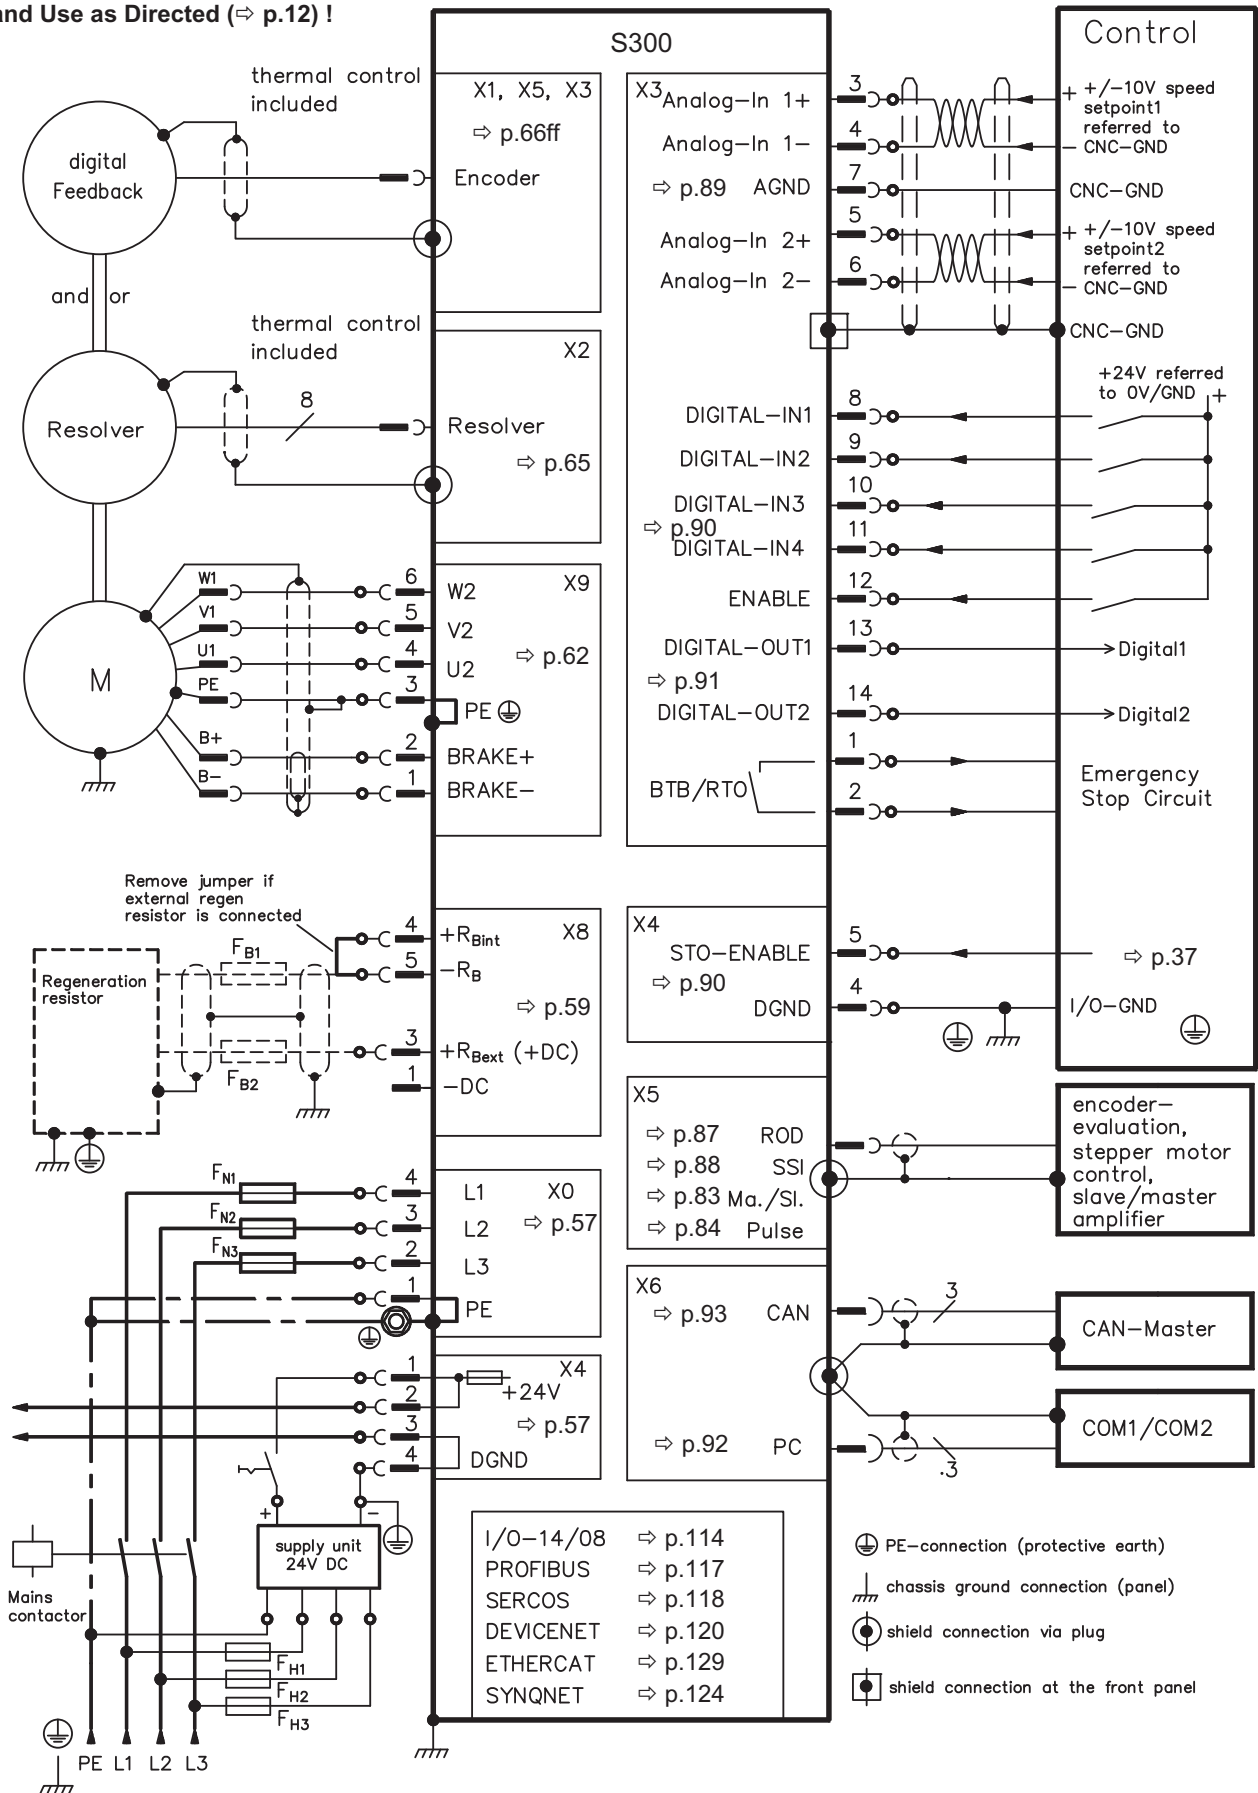 and Use as Directed (⇨ p.12) !
S300
Control
thermal control
included
digital
Feedback
X1, X5, X3
⇨ p.66ff
Encoder
and or
thermal control
included
Resolver
8
X2
Resolver
⇨ p.65
M
W1
V1
U1
PE
B+
B−
6
5
4
3
2
1
X9
W2
V2
⇨ p.62
U2
PE
BRAKE+
BRAKE−
Remove jumper if
external regen
resistor is connected
Regeneration
resistor
FB1
FB2
4
5
3
1
X8
+RBint
−RB
⇨ p.59
+RBext (+DC)
−DC
FN1
FN2
FN3
4
3
2
1
L1
X0
L2
⇨ p.57
L3
PE
1
2
3
4
X4
+24V
⇨ p.57
DGND
+
−
supply unit
24V DC
Mains
contactor
FH1
FH2
FH3
PE L1 L2 L3
X3
Analog−In 1+
3
Analog−In 1−
4
⇨ p.89
AGND
7
Analog−In 2+
5
Analog−In 2−
6
+ +/−10V speed
setpoint1
referred to
− CNC−GND
CNC−GND
+ +/−10V speed
setpoint2
referred to
− CNC−GND
CNC−GND
+24V referred
to 0V/GND
+
DIGITAL−IN1
8
DIGITAL−IN2
9
DIGITAL−IN3
10
⇨ p.90
DIGITAL−IN4
11
ENABLE
12
DIGITAL−OUT1
13
Digital1
⇨ p.91
DIGITAL−OUT2
14
Digital2
BTB/RTO
1
2
Emergency
Stop Circuit
X4
STO−ENABLE
5
⇨ p.37
⇨ p.90
DGND
4
I/O−GND
X5
⇨ p.87 ROD
⇨ p.88 SSI
⇨ p.83 Ma./Sl.
⇨ p.84 Pulse
encoder−
evaluation,
stepper motor
control,
slave/master
amplifier
X6
⇨ p.93 CAN
3
CAN−Master
⇨ p.92 PC
.3
COM1/COM2
I/O−14/08 ⇨ p.114
PROFIBUS ⇨ p.117
SERCOS ⇨ p.118
DEVICENET ⇨ p.120
ETHERCAT ⇨ p.129
SYNQNET ⇨ p.124
PE−connection (protective earth)
chassis ground connection (panel)
shield connection via plug
shield connection at the front panel